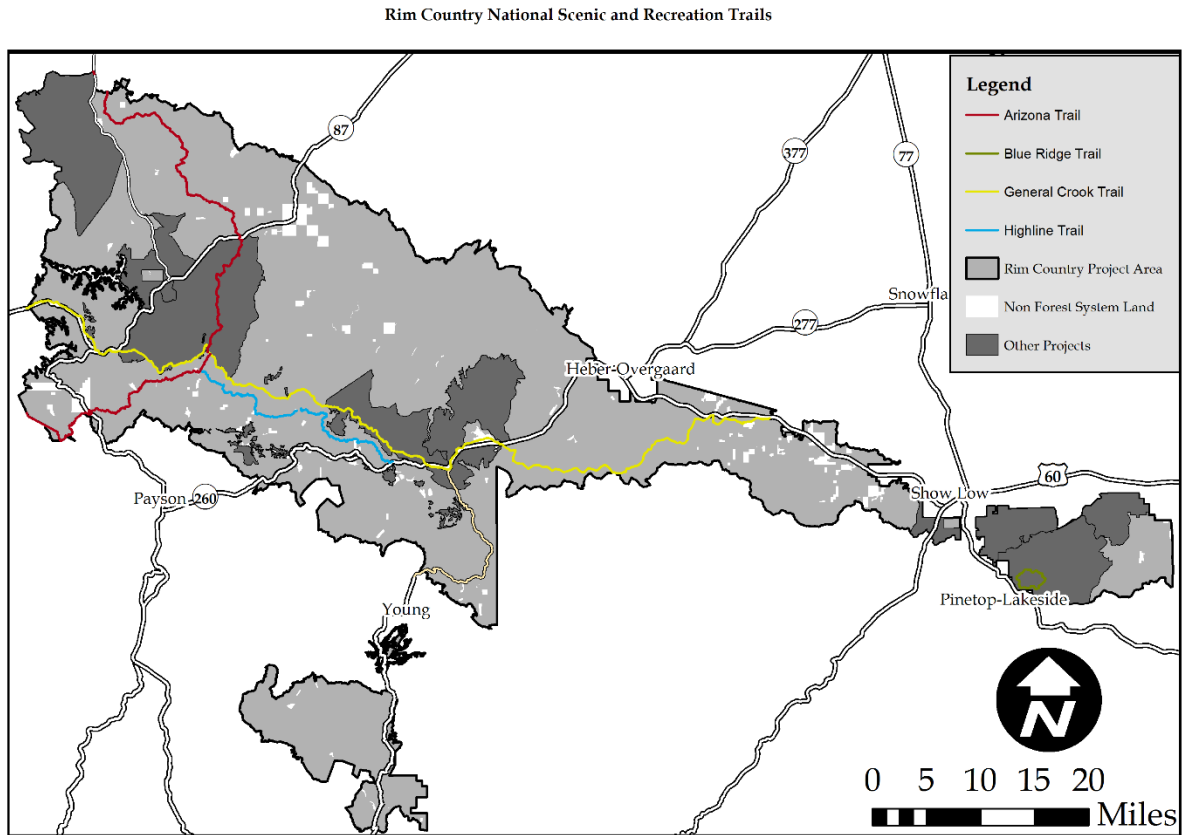 Rim Country National Scenic and Recreation Trails
Legend
Arizona Trail
Blue Ridge Trail
General Crook Trail
Highline Trail
Rim Country Project Area
Non Forest System Land
Other Projects
87
377
77
Snowfla
277
Heber-Overgaard
60
Show Low
Payson
260
Pinetop-Lakeside
Young
N
0 5 10 15 20
Miles